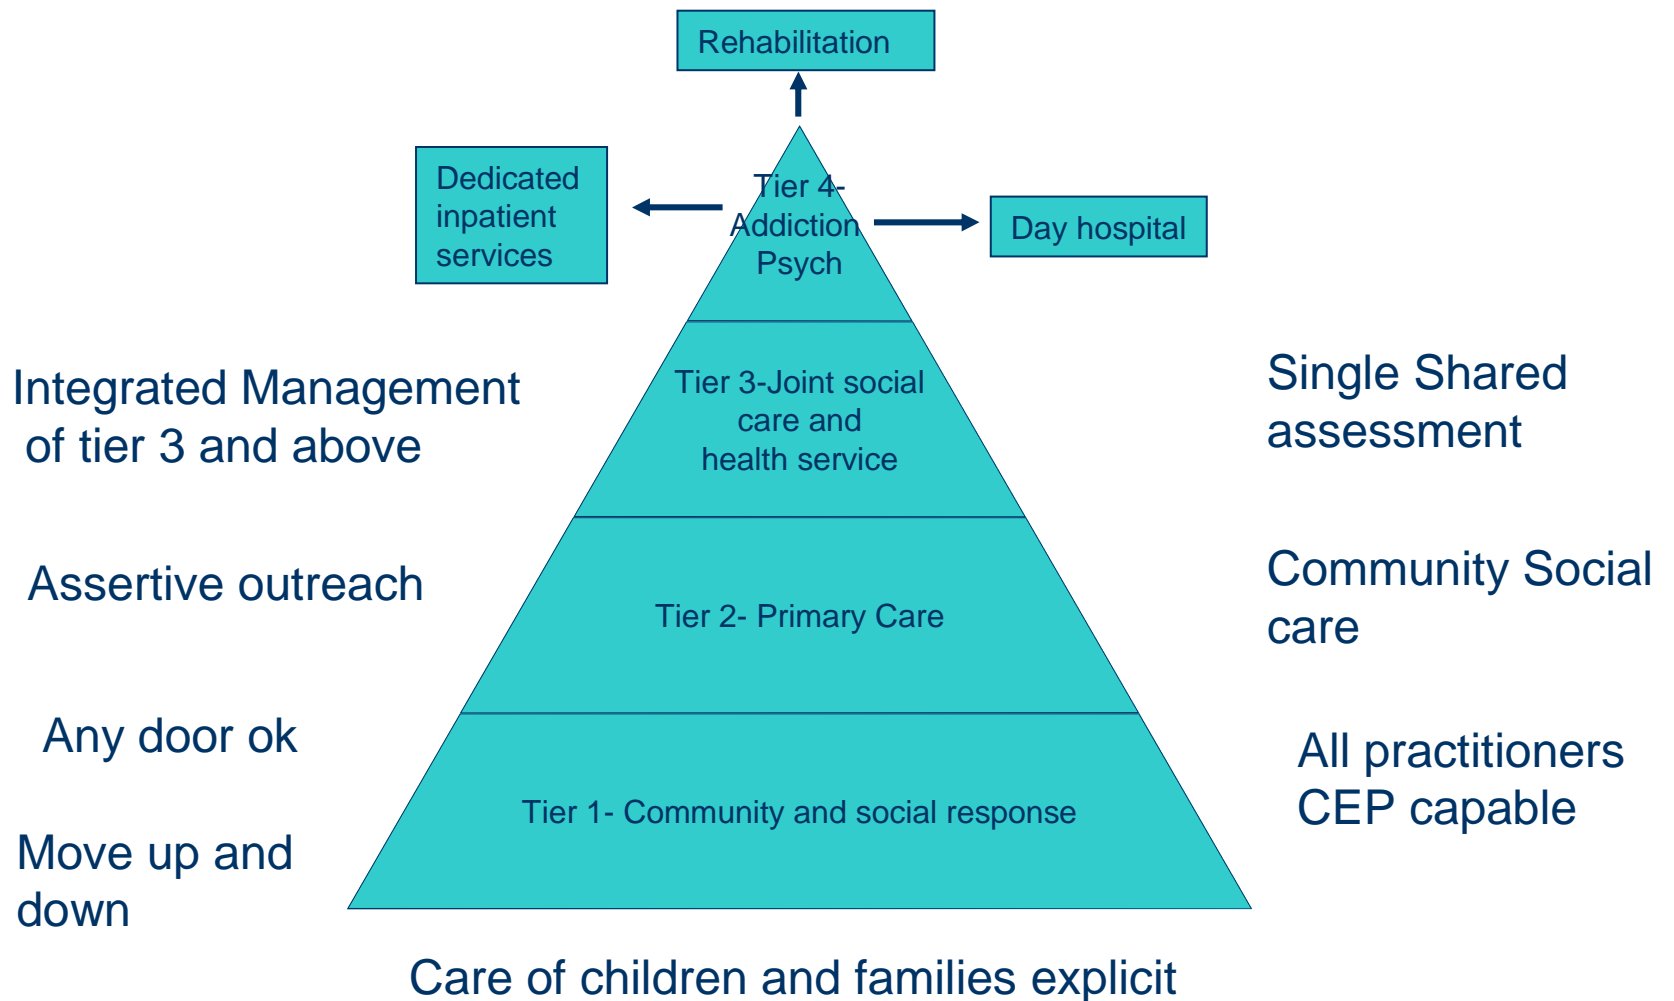 Rehabilitation
Dedicated
inpatient
services
Tier 4-
Addiction
Psych
Day hospital
Integrated Management
of tier 3 and above
Tier 3-Joint social
care and
health service
Single Shared
assessment
Assertive outreach
Tier 2- Primary Care
Community Social
care
Any door ok
All practitioners
CEP capable
Tier 1- Community and social response
Move up and
down
Care of children and families explicit